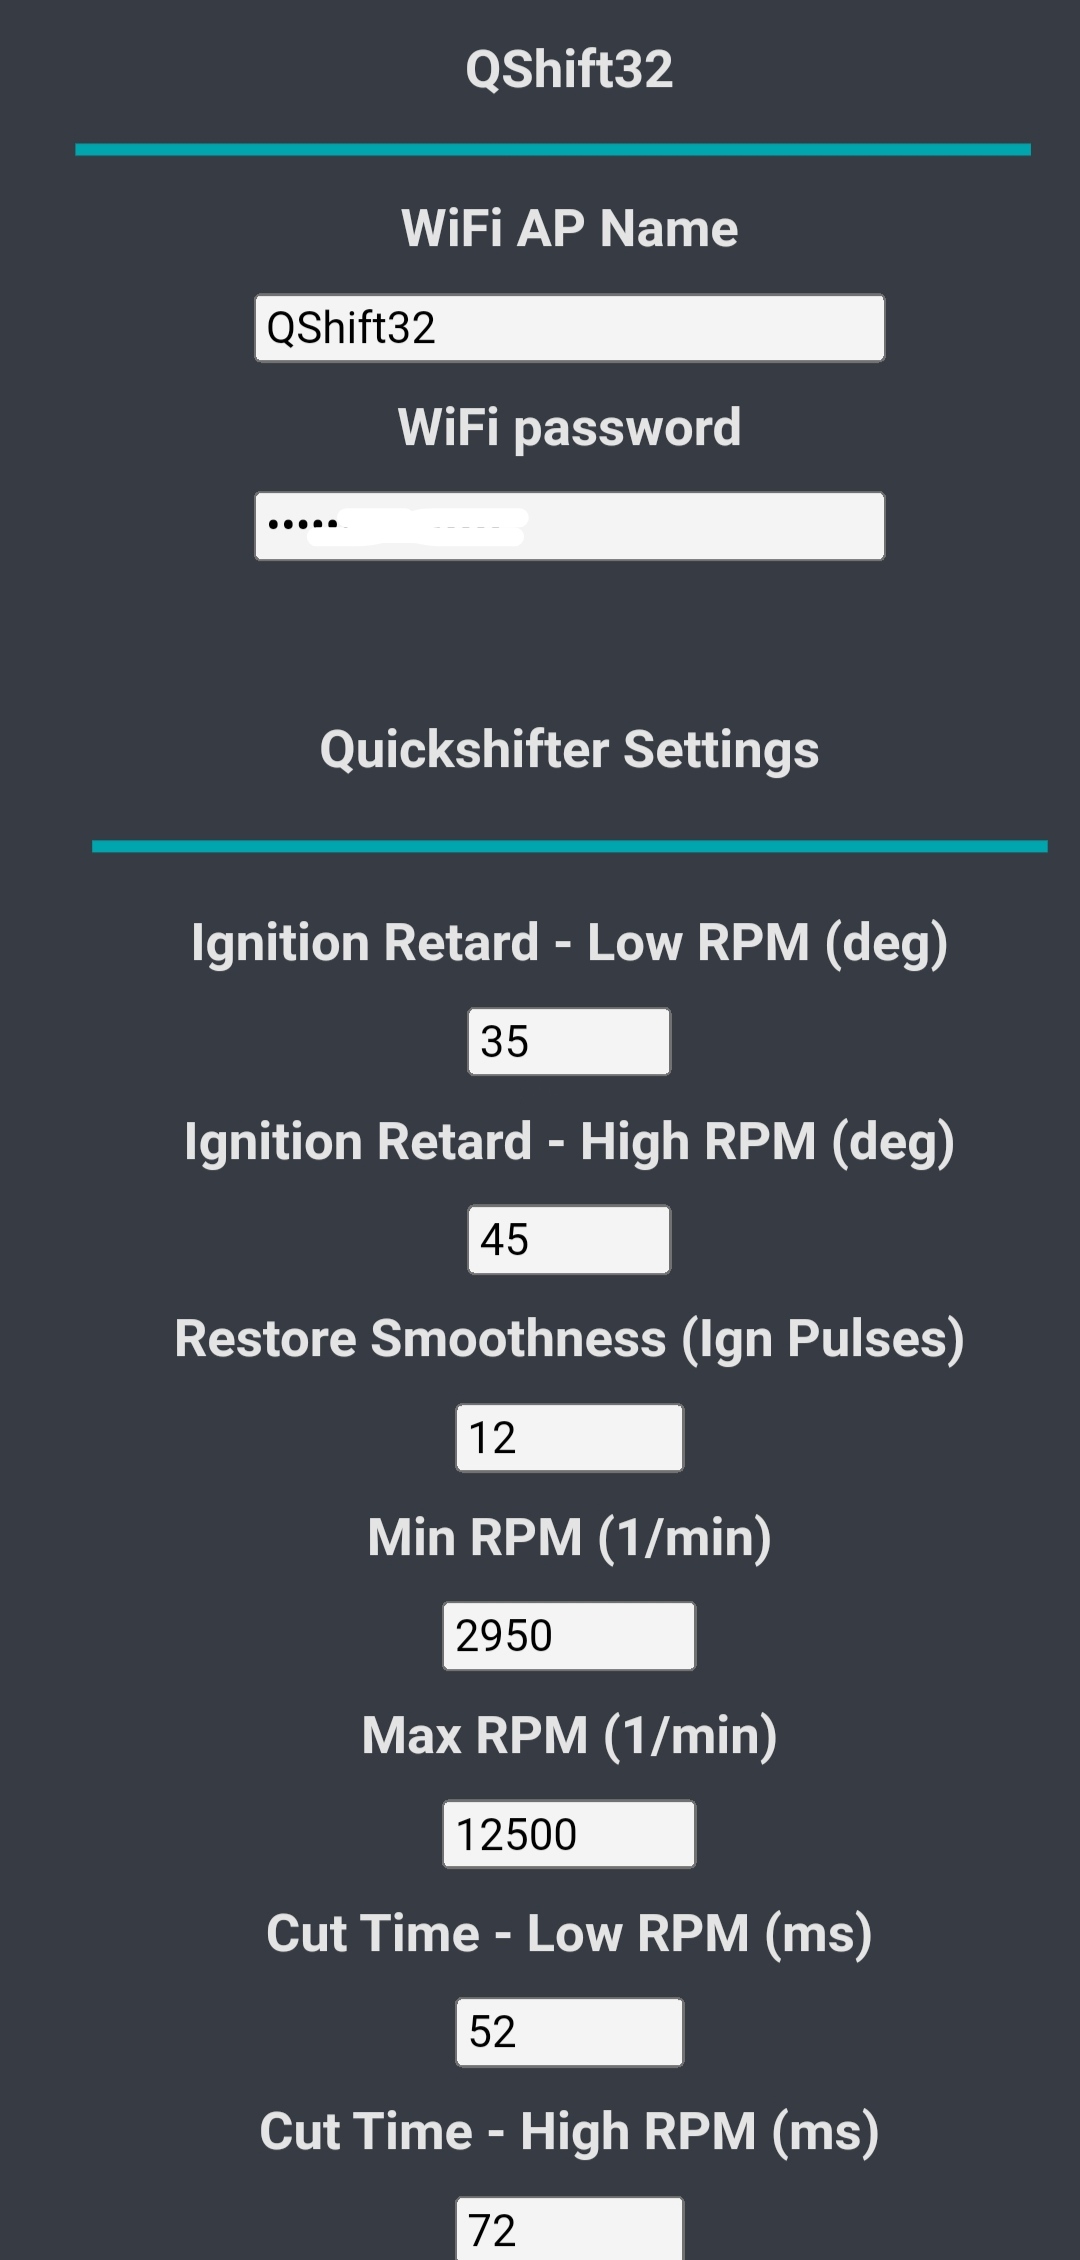 QShift32
WiFi AP Name
QShift32
WiFi password
Quickshifter Settings
Ignition Retard - Low RPM (deg)
35
Ignition Retard - High RPM (deg)
45
Restore Smoothness (Ign Pulses)
12
Min RPM (1/min)
2950
Max RPM (1/min)
12500
Cut Time - Low RPM (ms)
52
Cut Time - High RPM (ms)
72